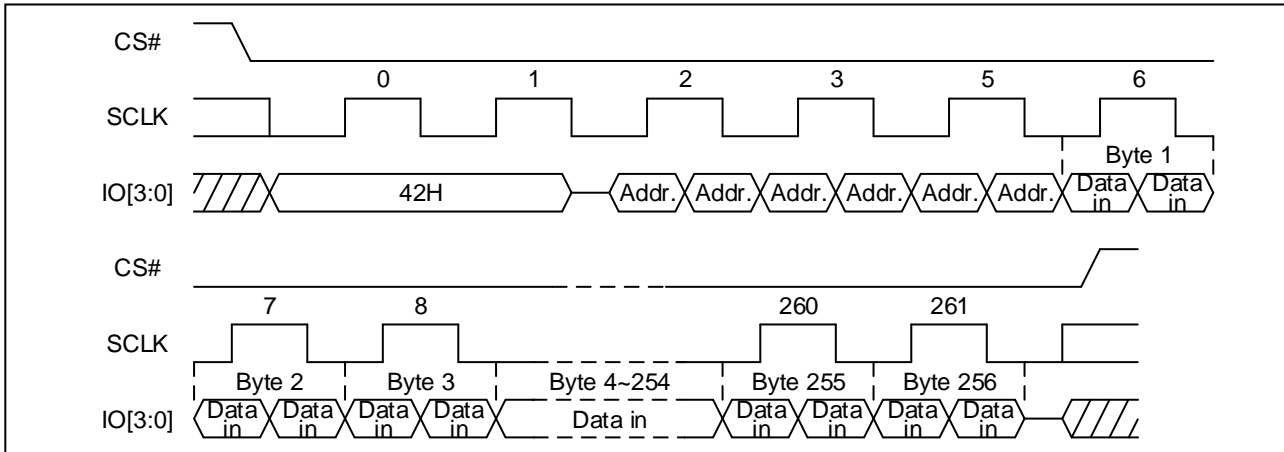 CS#
0 1 2 3 5 6
SCLK
Byte 1
IO[3:0] 42H Addr. Addr. Addr. Addr. Addr. Addr. Data in Data in
CS#
7 8 260 261
SCLK
Byte 2 Byte 3 Byte 4~254 Byte 255 Byte 256
IO[3:0] Data in Data in Data in Data in Data in Data in Data in Data in Data in